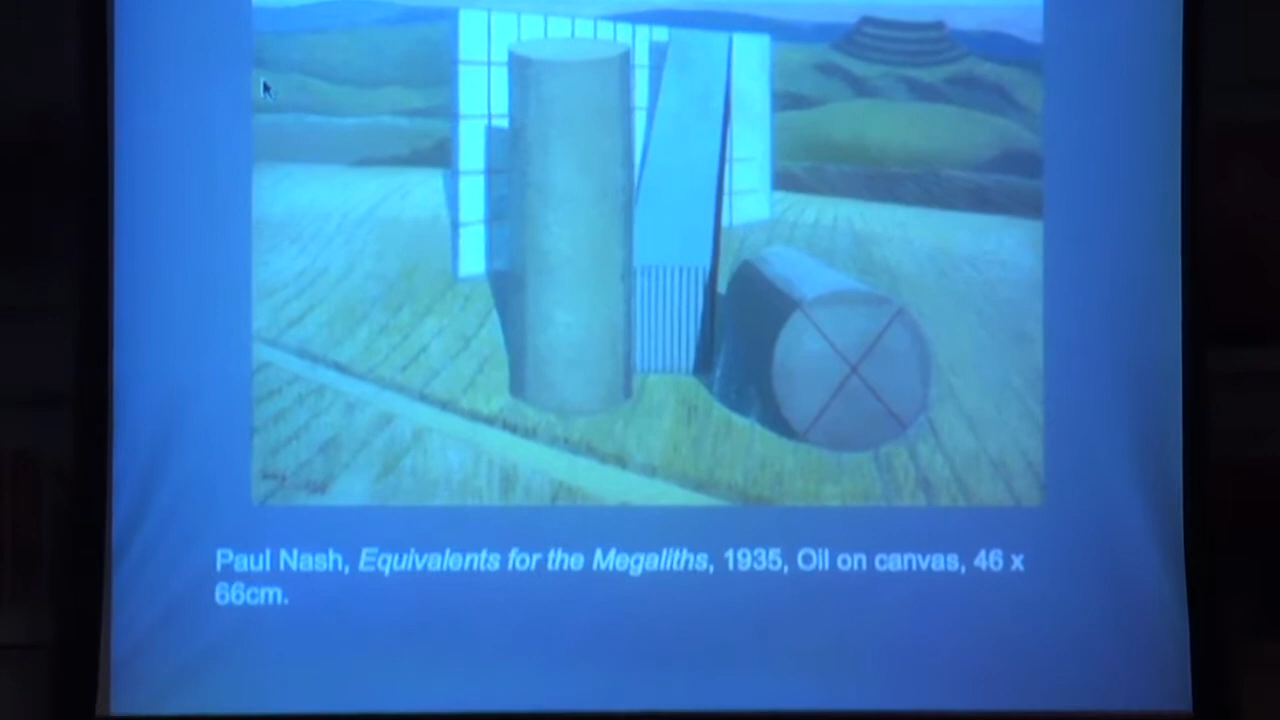 Paul Nash, Equivalents for the Megaliths, 1935, Oil on canvas, 46 x
66cm.